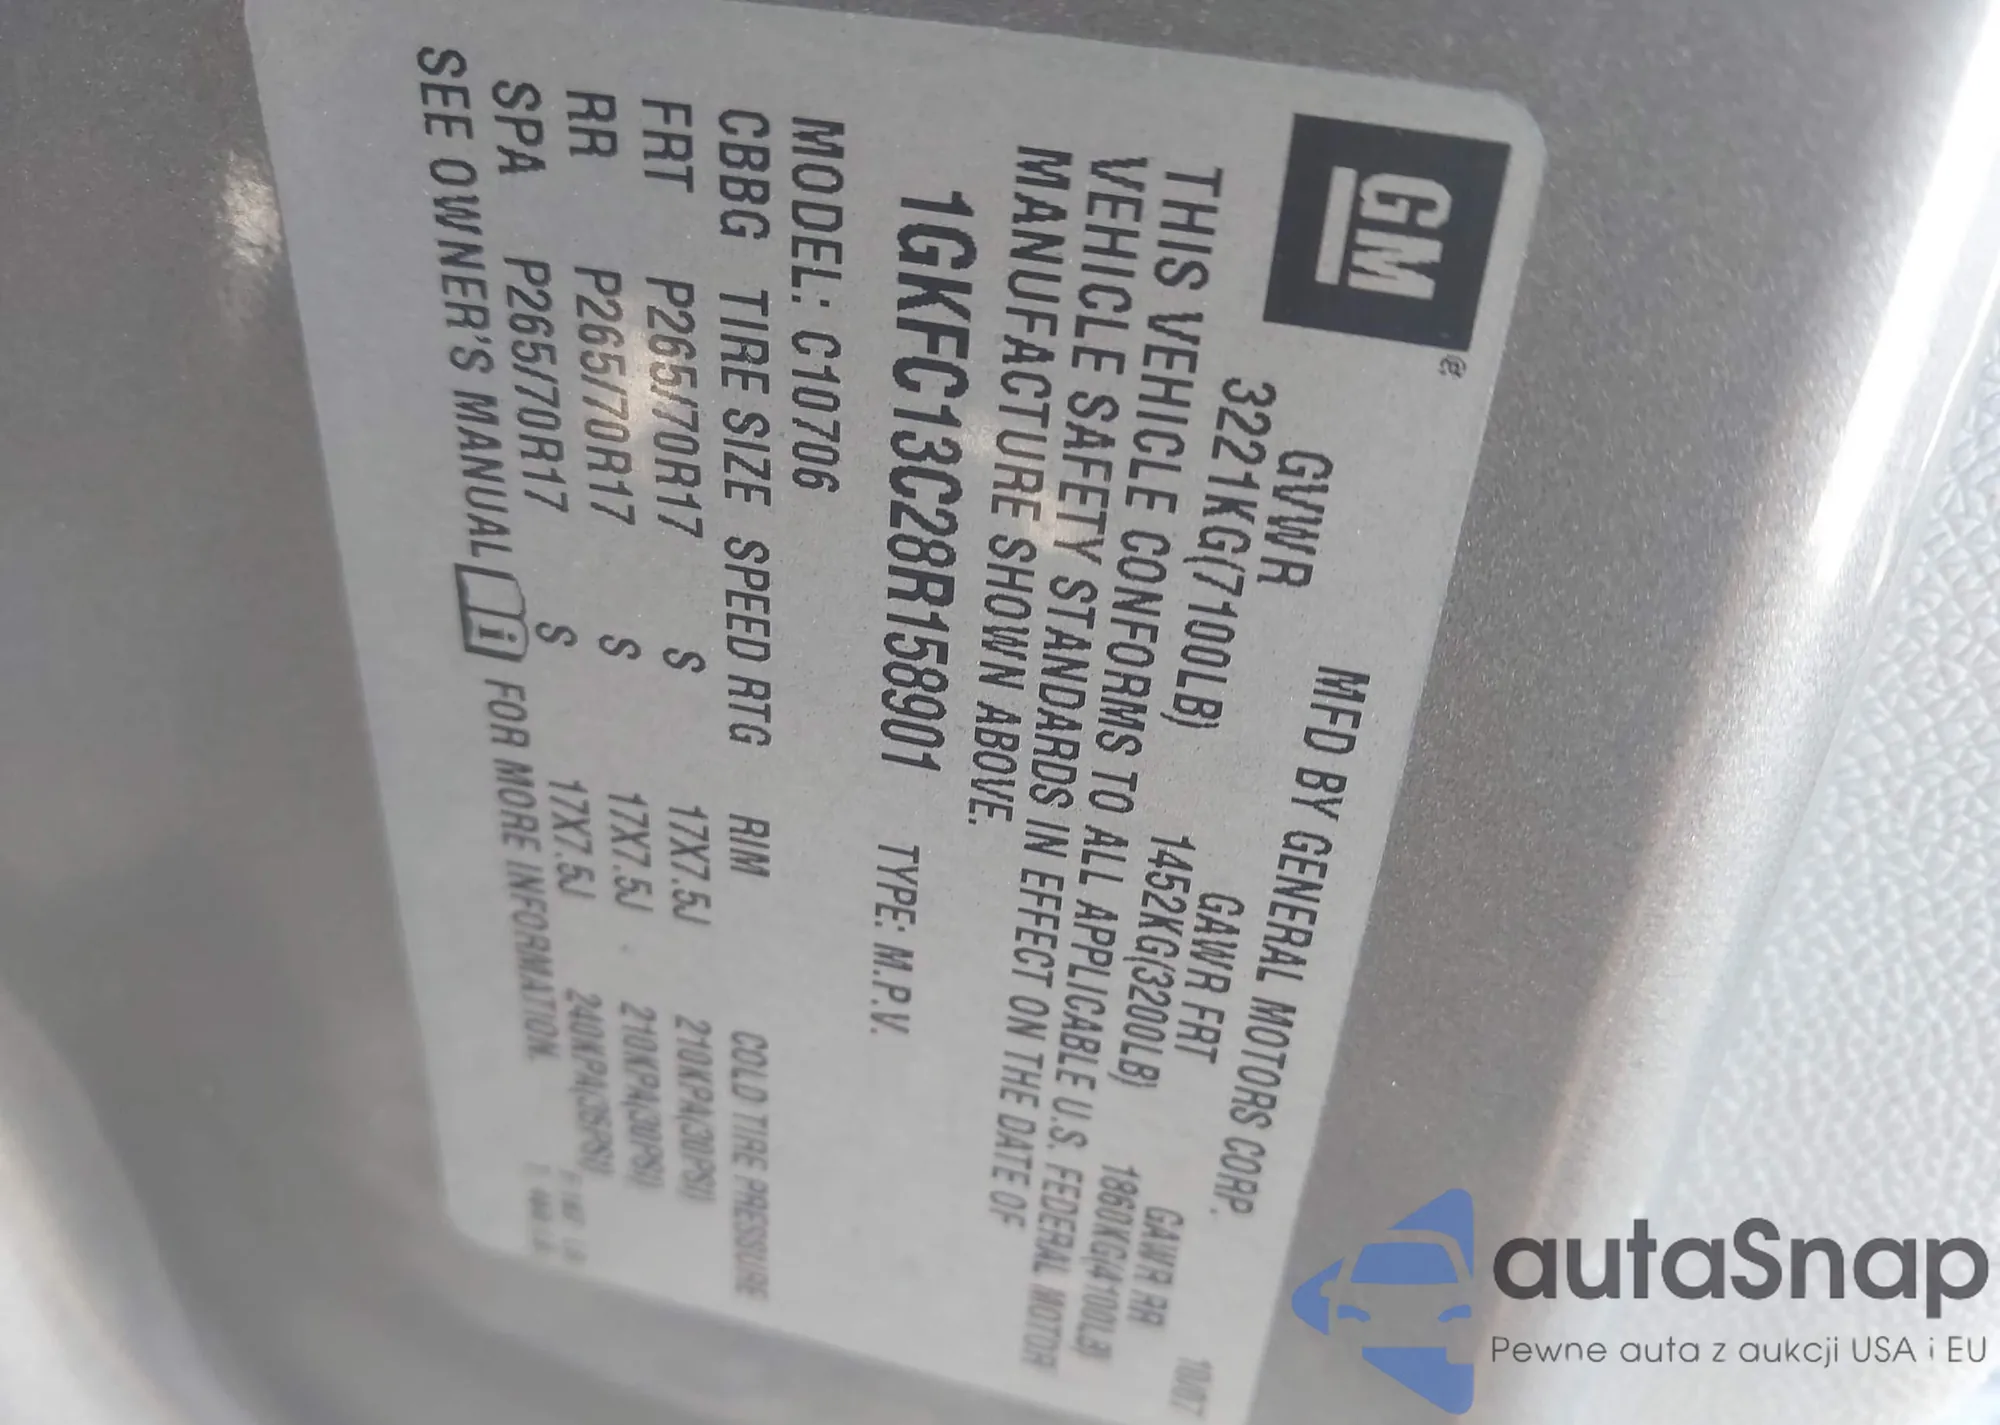 GM
MFD BY GENERAL MOTORS CORP.
10/07
GVWR GAWR FRT GAWR RR
3221KG(7100LB) 1452KG(3200LB) 1860KG(4100LB)
THIS VEHICLE CONFORMS TO ALL APPLICABLE U.S. FEDERAL MOTOR
VEHICLE SAFETY STANDARDS IN EFFECT ON THE DATE OF
MANUFACTURE SHOWN ABOVE.
1GKFC13C28R158901 TYPE: M.P.V.
MODEL: C10706
CBBG TIRE SIZE SPEED RTG RIM COLD TIRE PRESSURE
FRT P265/70R17 S 17X7.5J 210KPA(30PSI)
RR P265/70R17 S 17X7.5J 210KPA(30PSI)
SPA P265/70R17 S 17X7.5J 240KPA(35PSI)
SEE OWNER'S MANUAL i FOR MORE INFORMATION.
autaSnap
Pewne auta z aukcji USA i EU